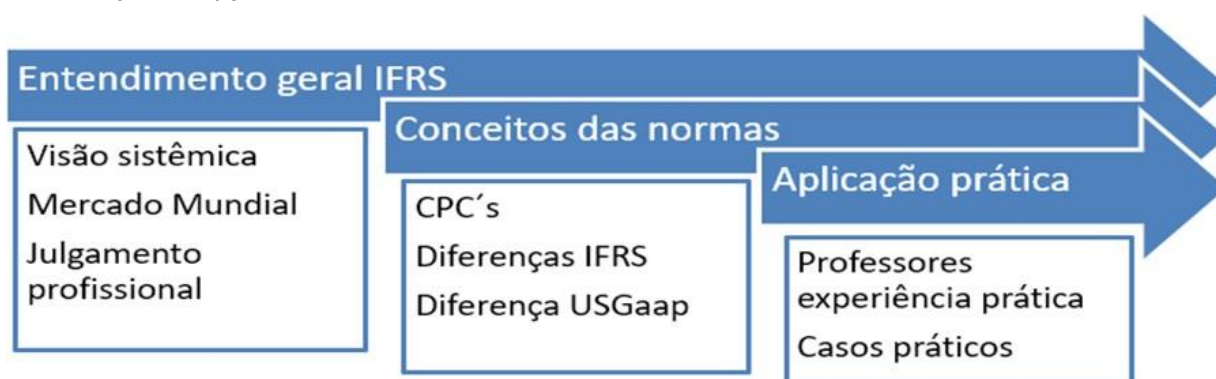 Entendimento geral IFRS
Visão sistêmica
Mercado Mundial
Julgamento
profissional
Conceitos das normas
CPC´s
Diferenças IFRS
Diferença USGaap
Aplicação prática
Professores
experiência prática
Casos práticos